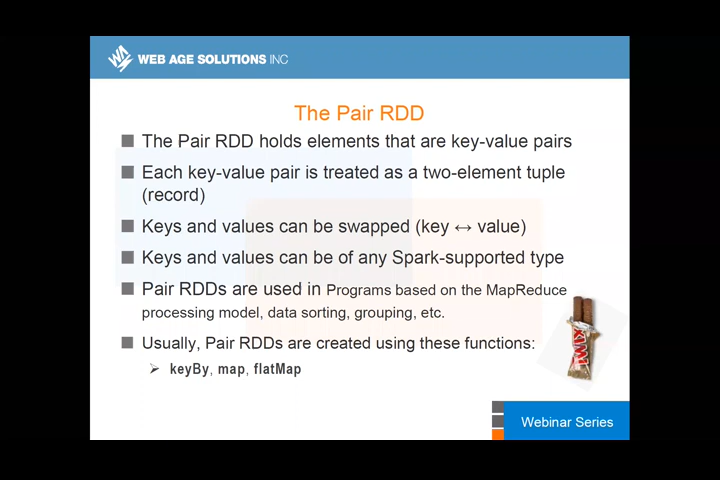 WA WEB AGE SOLUTIONS INC
The Pair RDD
The Pair RDD holds elements that are key-value pairs
Each key-value pair is treated as a two-element tuple
(record)
Keys and values can be swapped (key ↔ value)
Keys and values can be of any Spark-supported type
Pair RDDs are used in Programs based on the MapReduce
processing model, data sorting, grouping, etc.
Usually, Pair RDDs are created using these functions:
keyBy, map, flatMap
TWIX
Webinar Series